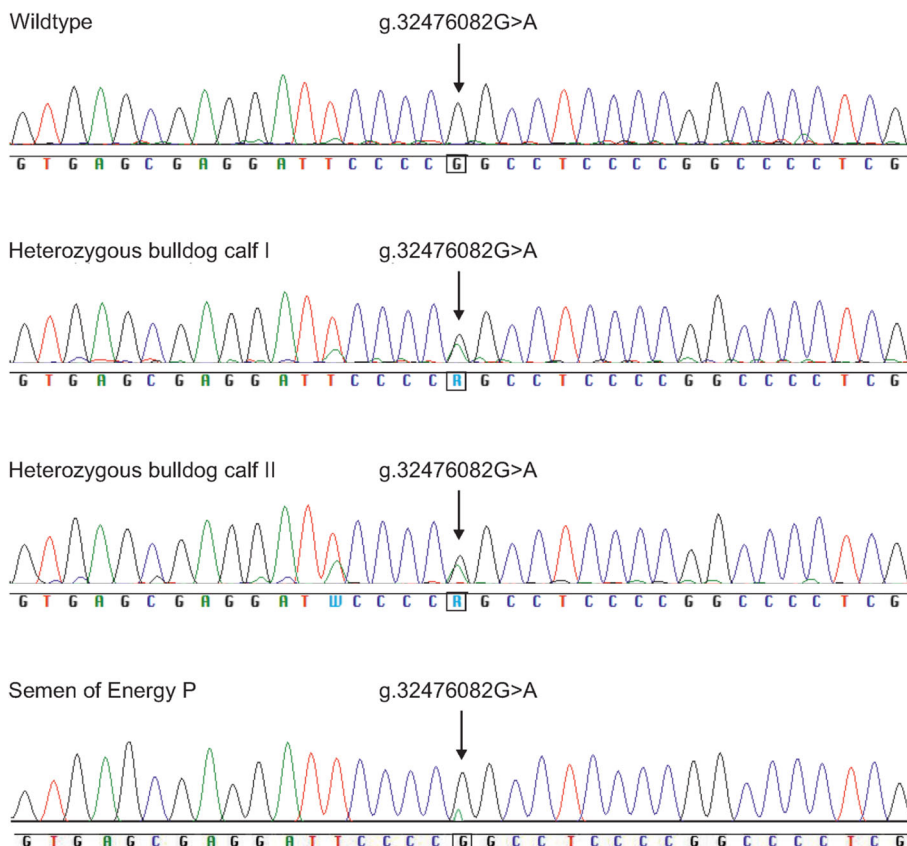 Wildtype g.32476082G>A
G T G A G C G A G G A T T C C C C G G C C T C C C C G G C C C C T C G
Heterozygous bulldog calf I g.32476082G>A
G T G A G C G A G G A T T C C C C R G C C T C C C C G G C C C C T C G
Heterozygous bulldog calf II g.32476082G>A
G T G A G C G A G G A T W C C C C R G C C T C C C C G G C C C C T C G
Semen of Energy P g.32476082G>A
G T G A G C G A G G A T T C C C C G G C C T C C C C G G C C C C T C G